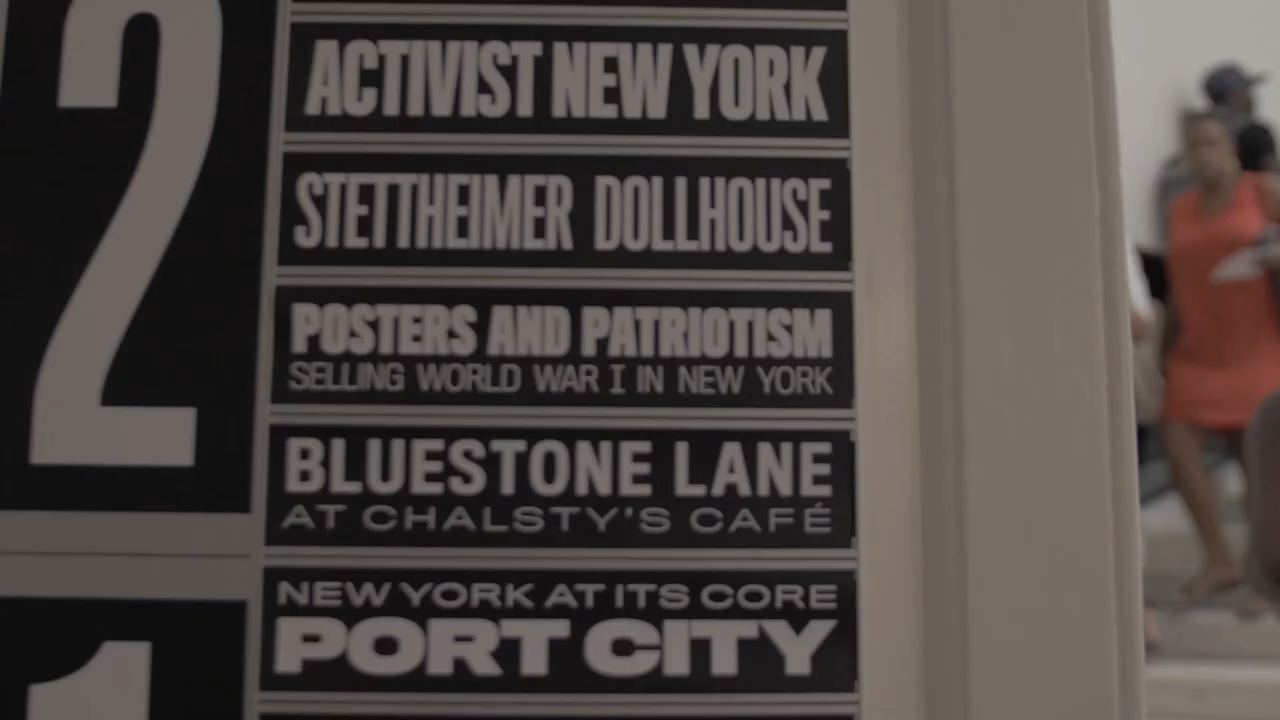 2
ACTIVIST NEW YORK
STETTHEIMER DOLLHOUSE
POSTERS AND PATRIOTISM
SELLING WORLD WAR I IN NEW YORK
BLUESTONE LANE
AT CHALSTY'S CAFÉ
1
NEW YORK AT ITS CORE
PORT CITY